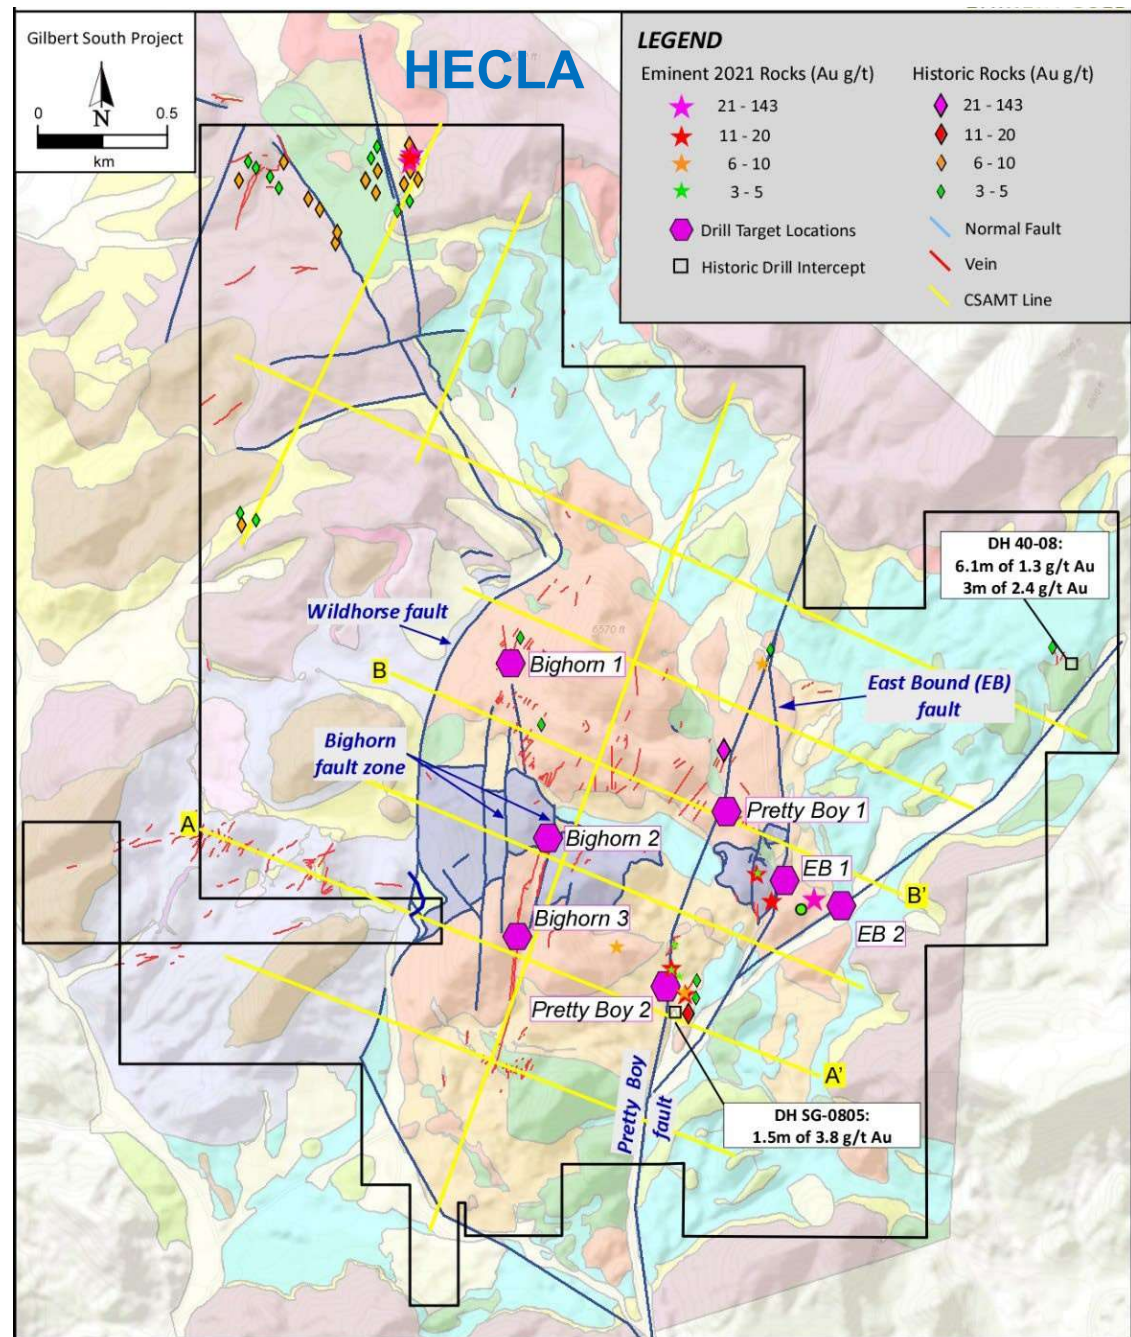 Gilbert South Project
0
0.5
N
km
HECLA
LEGEND
Eminent 2021 Rocks (Au g/t)
21 - 143
11 - 20
6 - 10
3 - 5
Drill Target Locations
Historic Drill Intercept
Historic Rocks (Au g/t)
21 - 143
11 - 20
6 - 10
3 - 5
Normal Fault
Vein
CSAMT Line
DH 40-08:
6.1m of 1.3 g/t Au
3m of 2.4 g/t Au
Wildhorse fault
6570 ft
Bighorn 1
B
East Bound (EB)
fault
Bighorn
fault zone
Pretty Boy 1
A
Bighorn 2
EB 1
B'
Bighorn 3
EB 2
Pretty Boy 2
A'
Pretty Boy
fault
DH SG-0805:
1.5m of 3.8 g/t Au